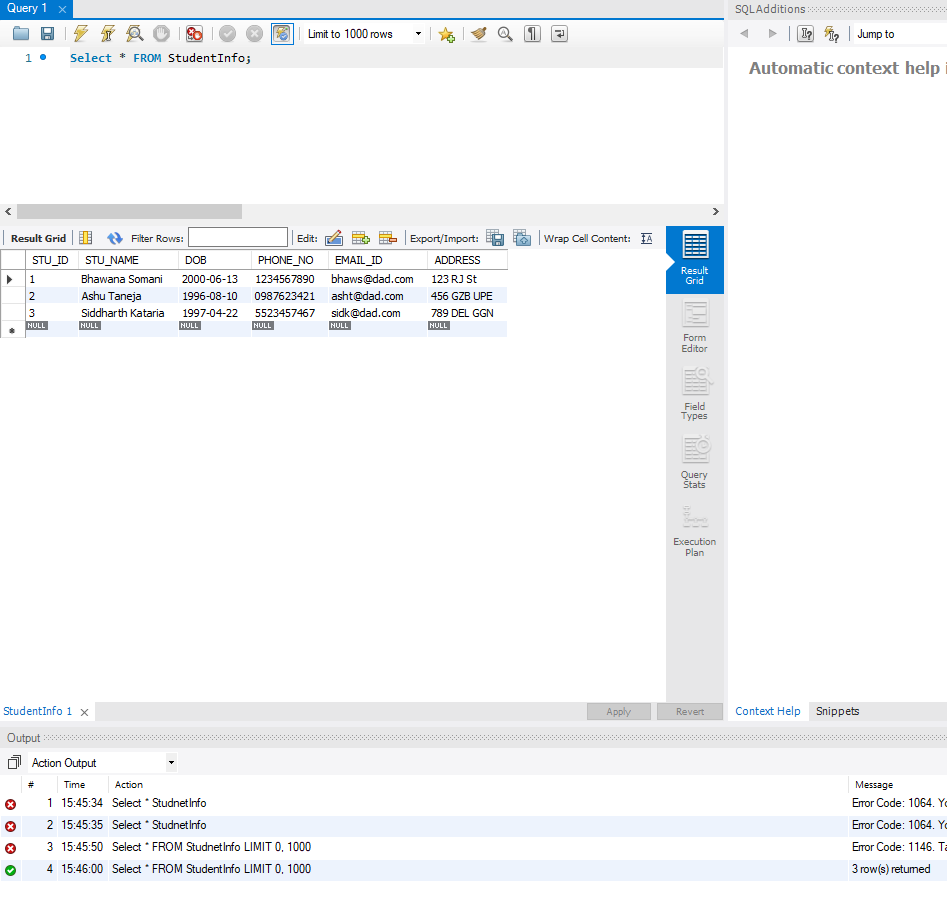 Query 1
SQLAdditions
Limit to 1000 rows
Jump to
1 Select * FROM StudentInfo;
Automatic context help
Result Grid Filter Rows: Edit: Export/Import: Wrap Cell Content:
STU_ID STU_NAME DOB PHONE_NO EMAIL_ID ADDRESS
1 Bhawana Somani 2000-06-13 1234567890 bhaws@dad.com 123 RJ St
2 Ashu Taneja 1996-08-10 0987623421 asht@dad.com 456 GZB UPE
3 Siddharth Kataria 1997-04-22 5523457467 sidk@dad.com 789 DEL GGN
NULL NULL NULL NULL NULL NULL
Result
Grid
Form
Editor
Field
Types
Query
Stats
Execution
Plan
StudentInfo 1
Apply Revert
Context Help Snippets
Output
Action Output
# Time Action Message
1 15:45:34 Select * StudnetInfo Error Code: 1064.
2 15:45:35 Select * StudnetInfo Error Code: 1064.
3 15:45:50 Select * FROM StudnetInfo LIMIT 0, 1000 Error Code: 1146.
4 15:46:00 Select * FROM StudentInfo LIMIT 0, 1000 3 row(s) returned